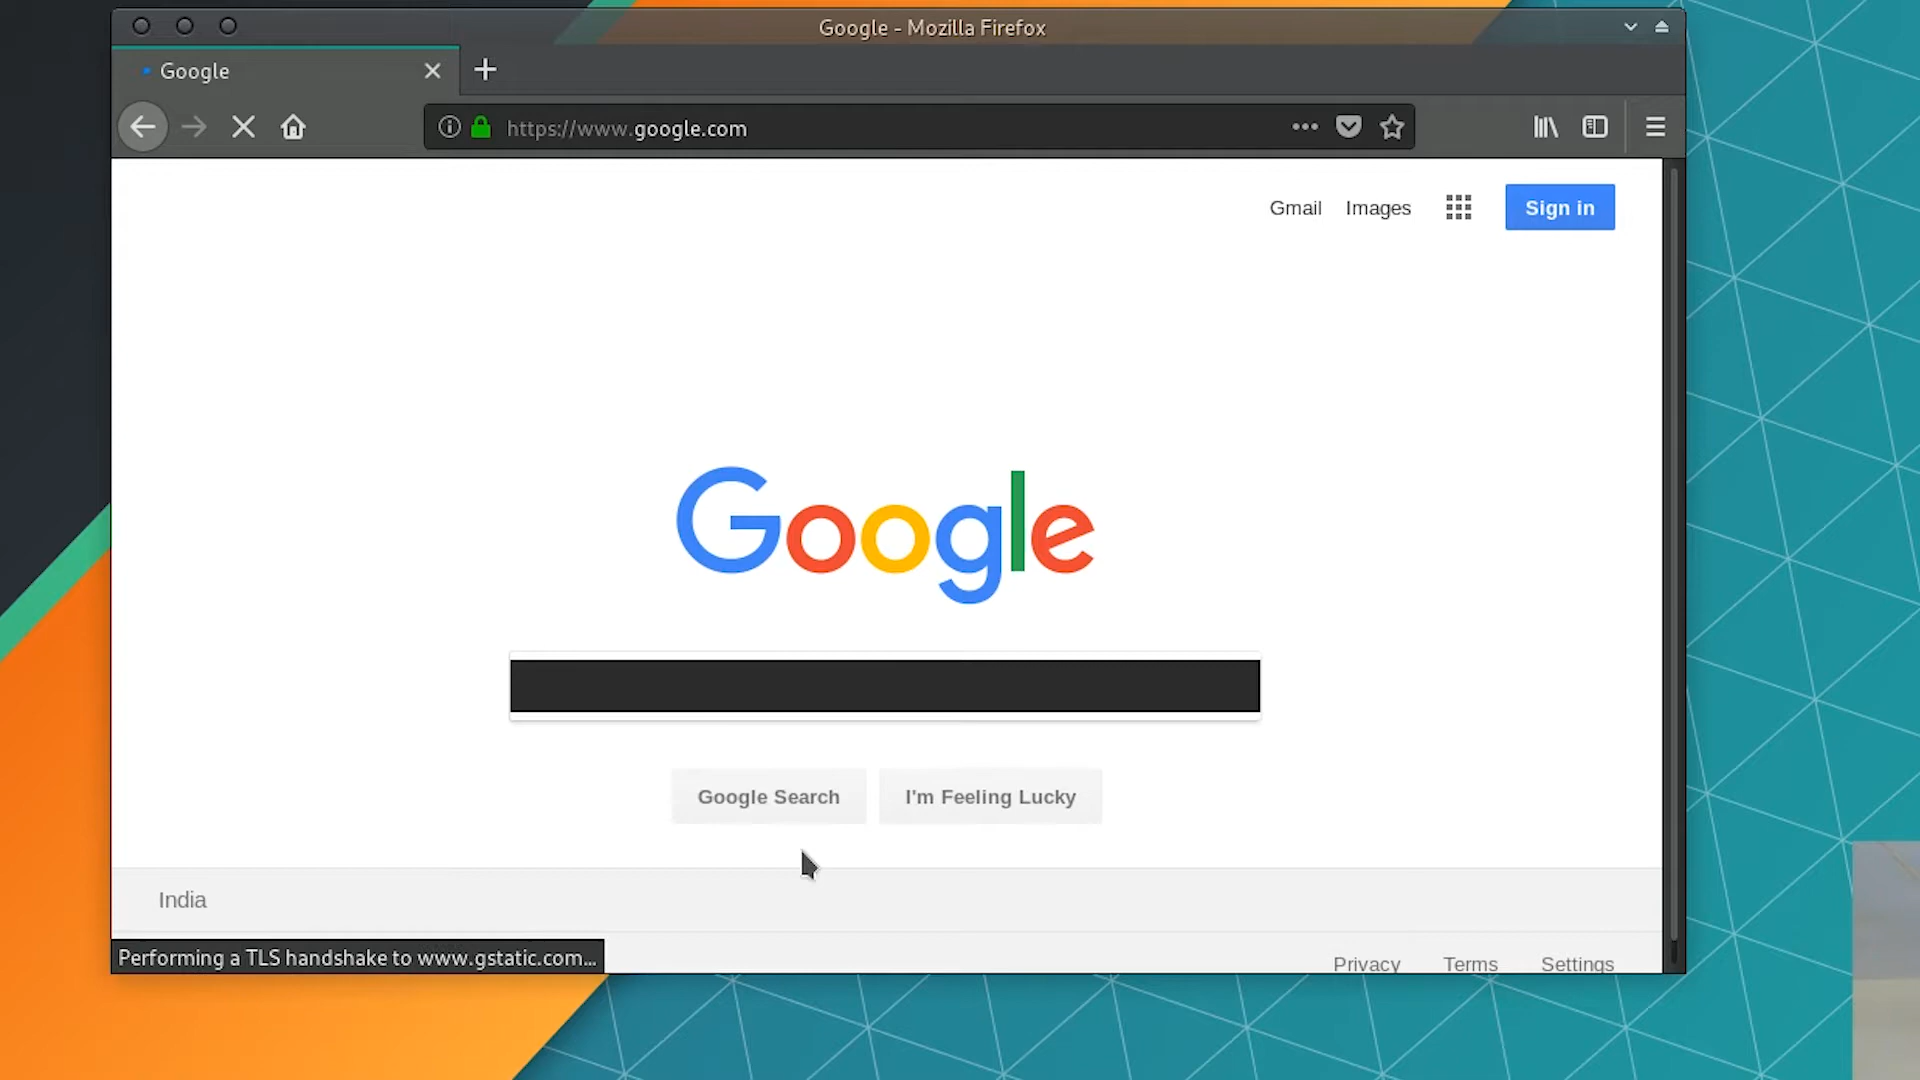 Google - Mozilla Firefox
Google
https://www.google.com
Gmail Images Sign in
Google
Google Search I'm Feeling Lucky
India
Performing a TLS handshake to www.gstatic.com...
Privacy Terms Settings